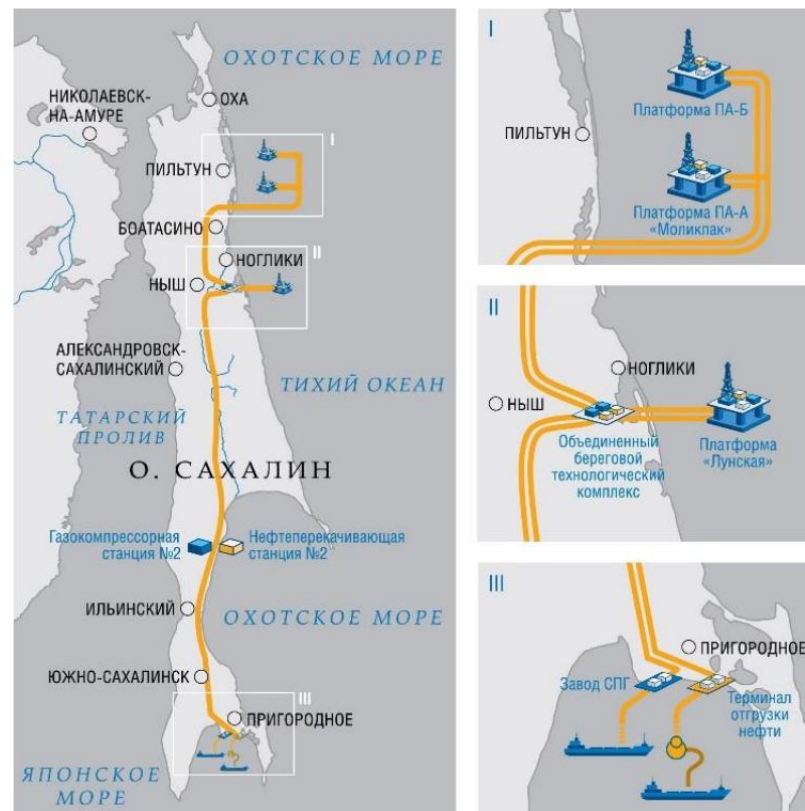 ОХОТСКОЕ МОРЕ
НИКОЛАЕВСК-
НА-АМУРЕ
ОХА
I
ПИЛЬТУН
БОАТАСИНО
II
НОГЛИКИ
НЫШ
АЛЕКСАНДРОВСК-
САХАЛИНСКИЙ
ТИХИЙ ОКЕАН
ТАТАРСКИЙ
ПРОЛИВ
О. САХАЛИН
Газокомпрессорная
станция №2
Нефтеперекачивающая
станция №2
ИЛЬИНСКИЙ
ОХОТСКОЕ МОРЕ
ЮЖНО-САХАЛИНСК
III
ПРИГОРОДНОЕ
ЯПОНСКОЕ
МОРЕ
I
Платформа ПА-Б
ПИЛЬТУН
Платформа ПА-А
«Моликпак»
II
НОГЛИКИ
НЫШ
Объединенный
береговой
технологический
комплекс
Платформа
«Лунская»
III
ПРИГОРОДНОЕ
Завод СПГ
Терминал
отгрузки
нефти